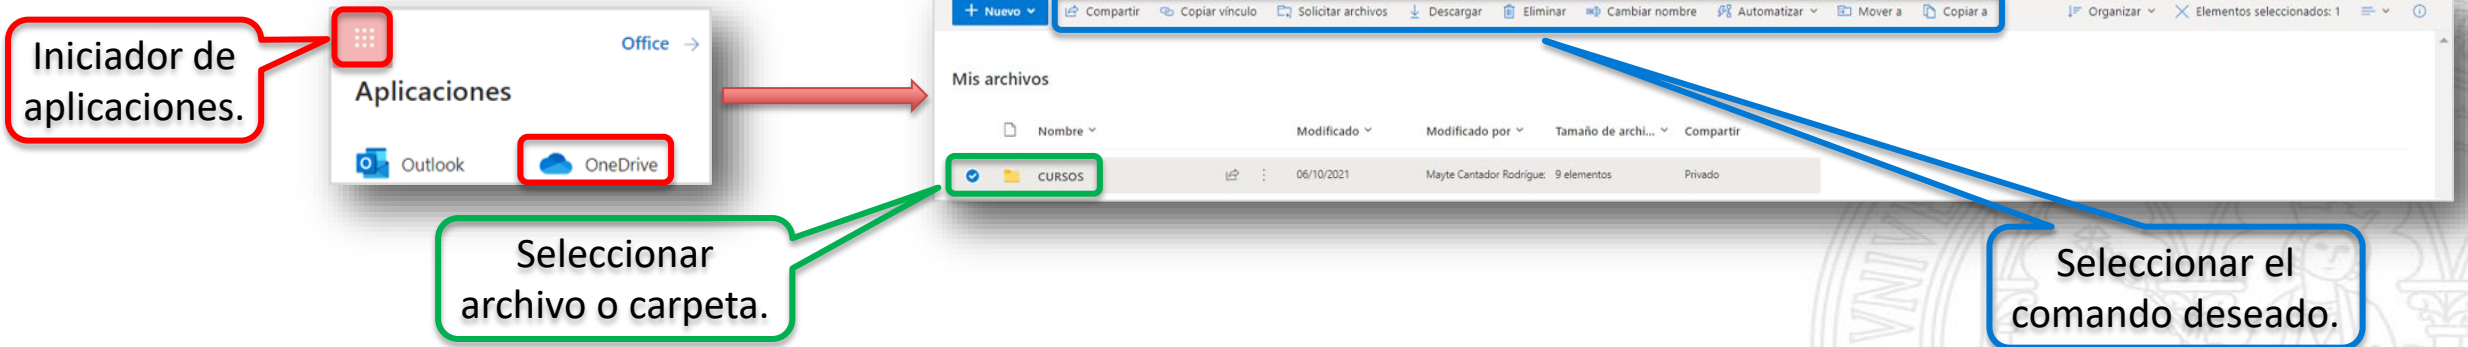 Iniciador de
aplicaciones.
Office
Aplicaciones
Outlook
OneDrive
Nuevo
Compartir
Copiar vínculo
Solicitar archivos
Descargar
Eliminar
Cambiar nombre
Automatizar
Mover a
Copiar a
Organizar
Elementos seleccionados: 1
Mis archivos
Nombre
Modificado
Modificado por
Tamaño de archi...
Compartir
CURSOS
06/10/2021
Mayte Cantador Rodrígue
9 elementos
Privado
Seleccionar
archivo o carpeta.
Seleccionar el
comando deseado.